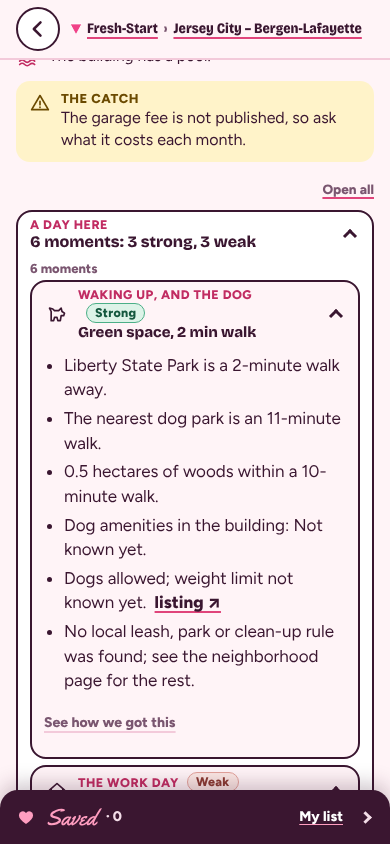 Fresh-Start › Jersey City – Bergen-Lafayette
The building has a pool.
THE CATCH
The garage fee is not published, so ask
what it costs each month.
Open all
A DAY HERE
6 moments: 3 strong, 3 weak
6 moments
WAKING UP, AND THE DOG
Strong
Green space, 2 min walk
• Liberty State Park is a 2-minute walk
away.
• The nearest dog park is an 11-minute
walk.
• 0.5 hectares of woods within a 10-
minute walk.
• Dog amenities in the building: Not
known yet.
• Dogs allowed; weight limit not
known yet. listing ↗
• No local leash, park or clean-up rule
was found; see the neighborhood
page for the rest.
See how we got this
THE WORK DAY Weak
Saved · 0 My list